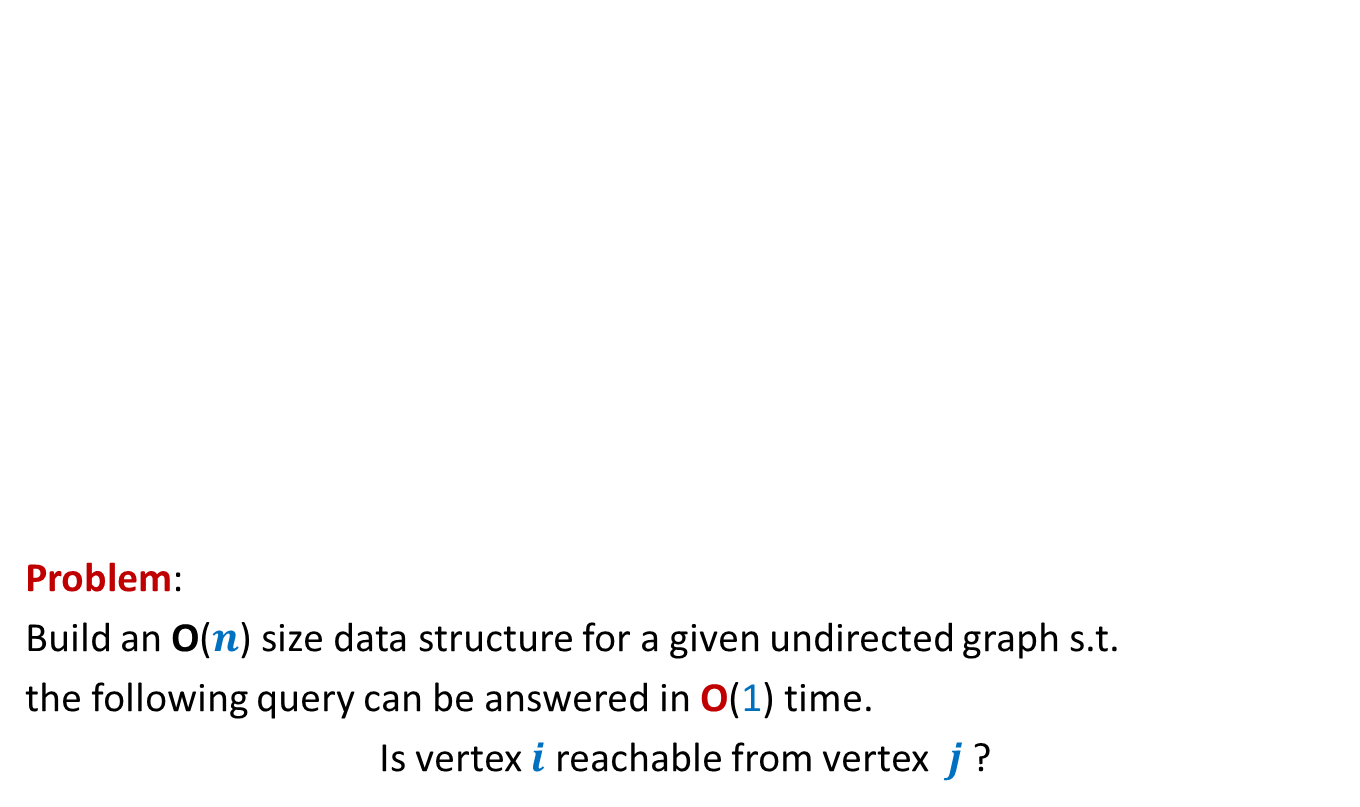 Problem:
Build an O(n) size data structure for a given undirected graph s.t.
the following query can be answered in O(1) time.
Is vertex i reachable from vertex j ?